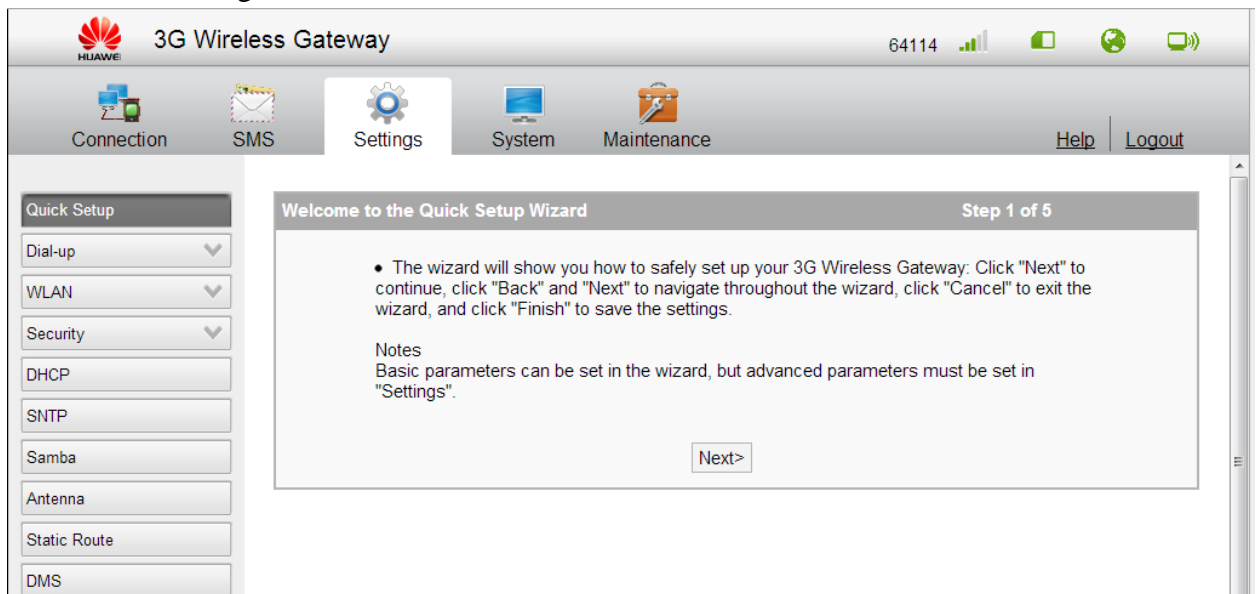 HUAWEI
3G Wireless Gateway
64114
Connection
SMS
Settings
System
Maintenance
Help
Logout
Quick Setup
Welcome to the Quick Setup Wizard
Step 1 of 5
Dial-up
WLAN
Security
DHCP
SNTP
Samba
Antenna
Static Route
DMS
• The wizard will show you how to safely set up your 3G Wireless Gateway: Click "Next" to
continue, click "Back" and "Next" to navigate throughout the wizard, click "Cancel" to exit the
wizard, and click "Finish" to save the settings.
Notes
Basic parameters can be set in the wizard, but advanced parameters must be set in
"Settings".
Next>